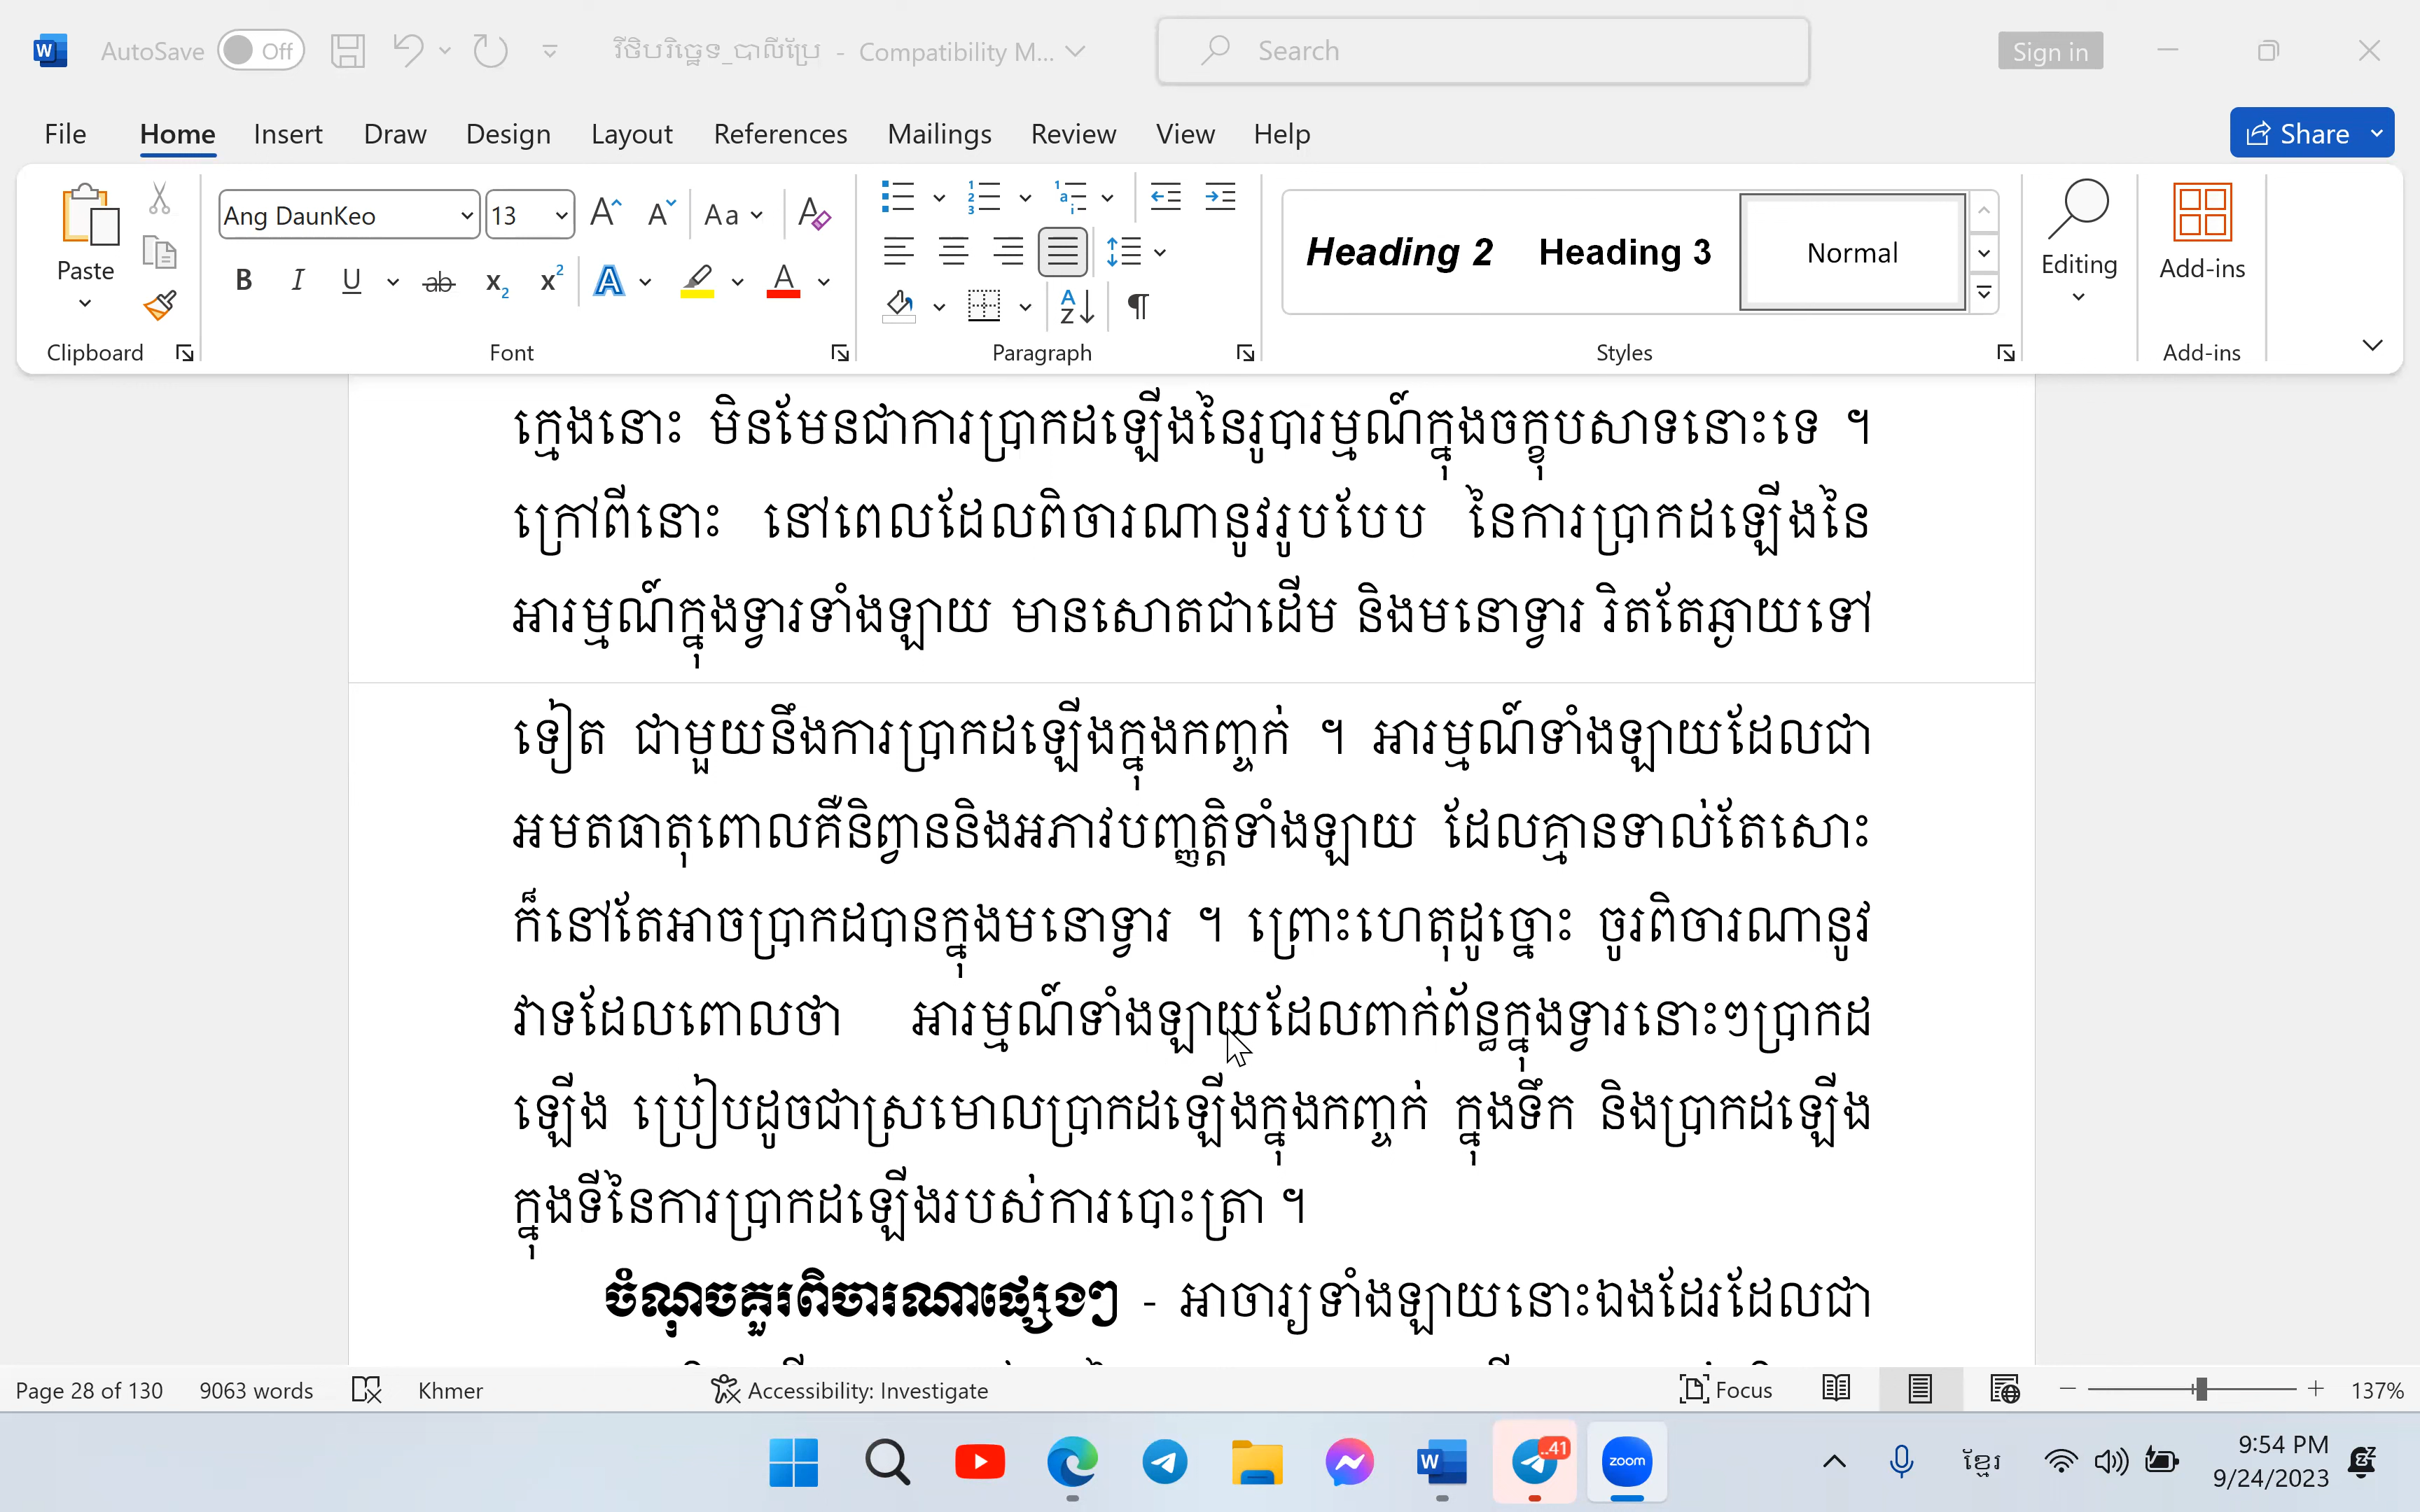 AutoSave Off វីថិបរិច្ឆេទ_បាលីប្រែ - Compatibility M... Search Sign in
File Home Insert Draw Design Layout References Mailings Review View Help Share
Ang DaunKeo 13 Heading 2 Heading 3 Normal
Paste Editing Add-ins
Clipboard Font Paragraph Styles Add-ins
ក្មេងនោះ មិនមែនជាការប្រាកដឡើងនៃរូបារម្មណ៍ក្នុងចក្ខុបសាទនោះទេ ។
ក្រៅពីនោះ នៅពេលដែលពិចារណានូវរូបបែប នៃការប្រាកដឡើងនៃ
អារម្មណ៍ក្នុងទ្វារទាំងឡាយ មានសោតជាដើម និងមនោទ្វារ រិតតែឆ្ងាយទៅ
ទៀត ជាមួយនឹងការប្រាកដឡើងក្នុងកញ្ចក់ ។ អារម្មណ៍ទាំងឡាយដែលជា
អមតធាតុពោលគឺនិព្វាននិងអភាវបញ្ញត្តិទាំងឡាយ ដែលគ្មានទាល់តែសោះ
ក៏នៅតែអាចប្រាកដបានក្នុងមនោទ្វារ ។ ព្រោះហេតុដូច្នោះ ចូរពិចារណានូវ
វាទដែលពោលថា អារម្មណ៍ទាំងឡាយដែលពាក់ព័ន្ធក្នុងទ្វារនោះៗប្រាកដ
ឡើង ប្រៀបដូចជាស្រមោលប្រាកដឡើងក្នុងកញ្ចក់ ក្នុងទឹក និងប្រាកដឡើង
ក្នុងទីនៃការប្រាកដឡើងរបស់ការបោះត្រា ។
ចំណុចគួរពិចារណាផ្សេងៗ - អាចារ្យទាំងឡាយនោះឯងដែរដែលជា
Page 28 of 130 9063 words Khmer Accessibility: Investigate Focus 137%
..41 zoom ខ្មែរ 9:54 PM
9/24/2023